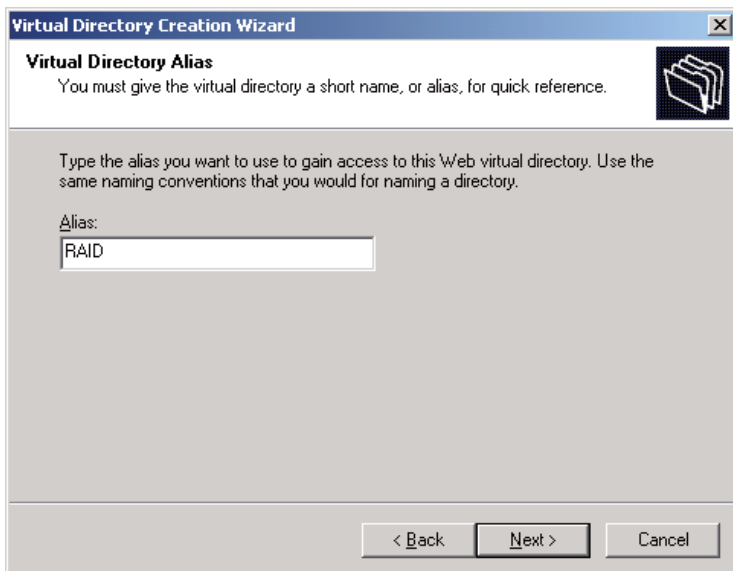 Virtual Directory Creation Wizard
Virtual Directory Alias
You must give the virtual directory a short name, or alias, for quick reference.
Type the alias you want to use to gain access to this Web virtual directory. Use the
same naming conventions that you would for naming a directory.
Alias:
RAID
< Back
Next >
Cancel